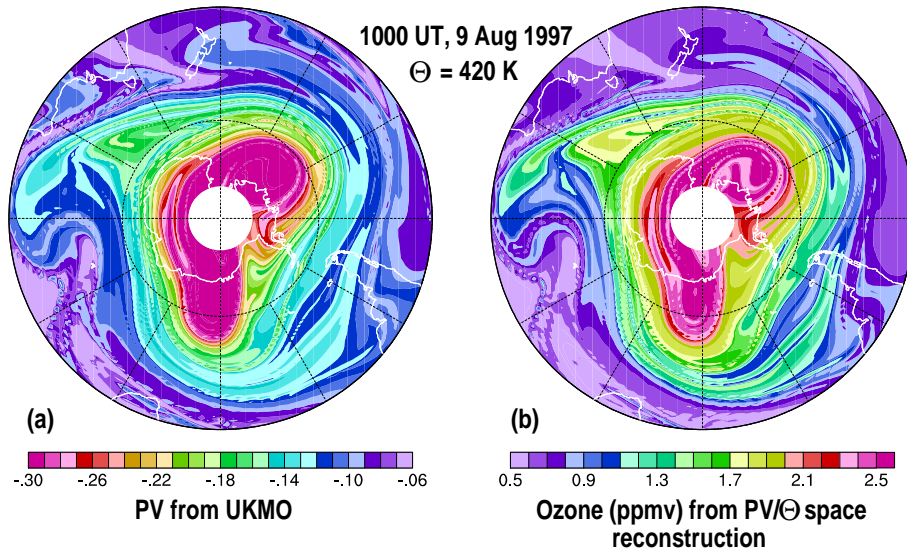 1000 UT, 9 Aug 1997
Θ = 420 K
(a)
(b)
-.30 -.26 -.22 -.18 -.14 -.10 -.06
PV from UKMO
0.5 0.9 1.3 1.7 2.1 2.5
Ozone (ppmv) from PV/Θ space
reconstruction